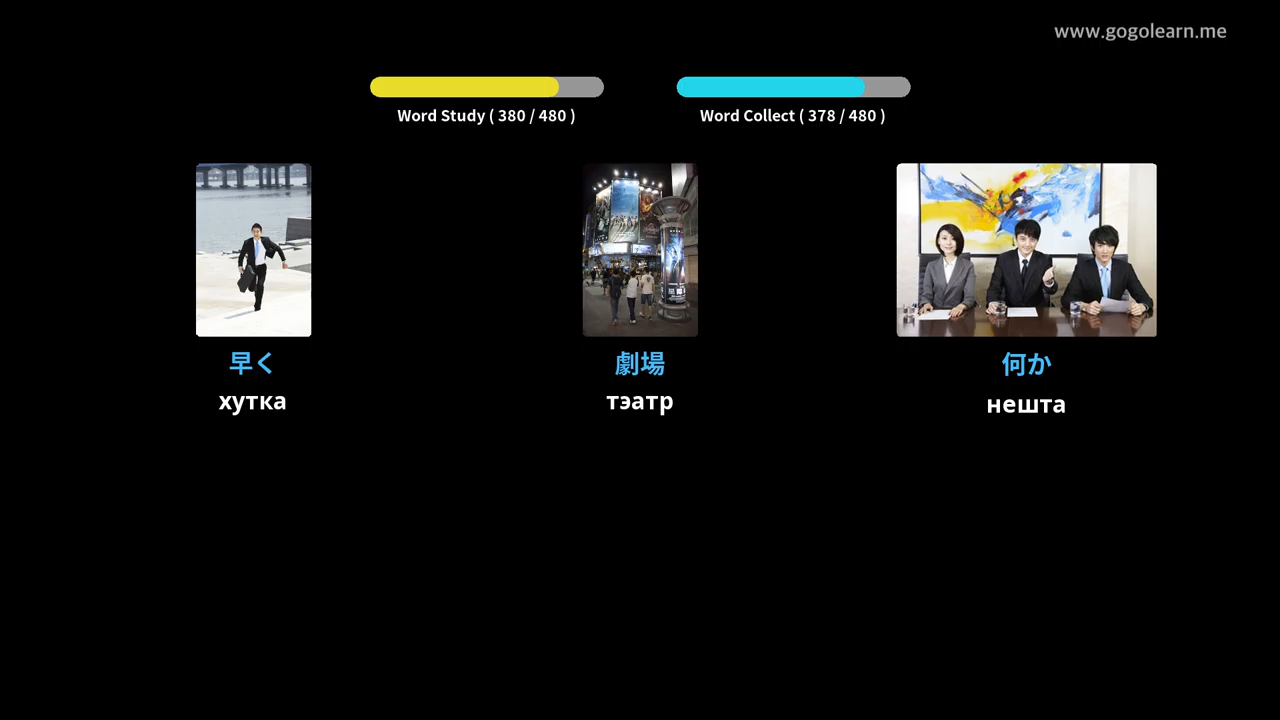 www.gogolearn.me
Word Study ( 380 / 480 )
Word Collect ( 378 / 480 )
早く
хутка
劇場
тэатр
何か
нешта